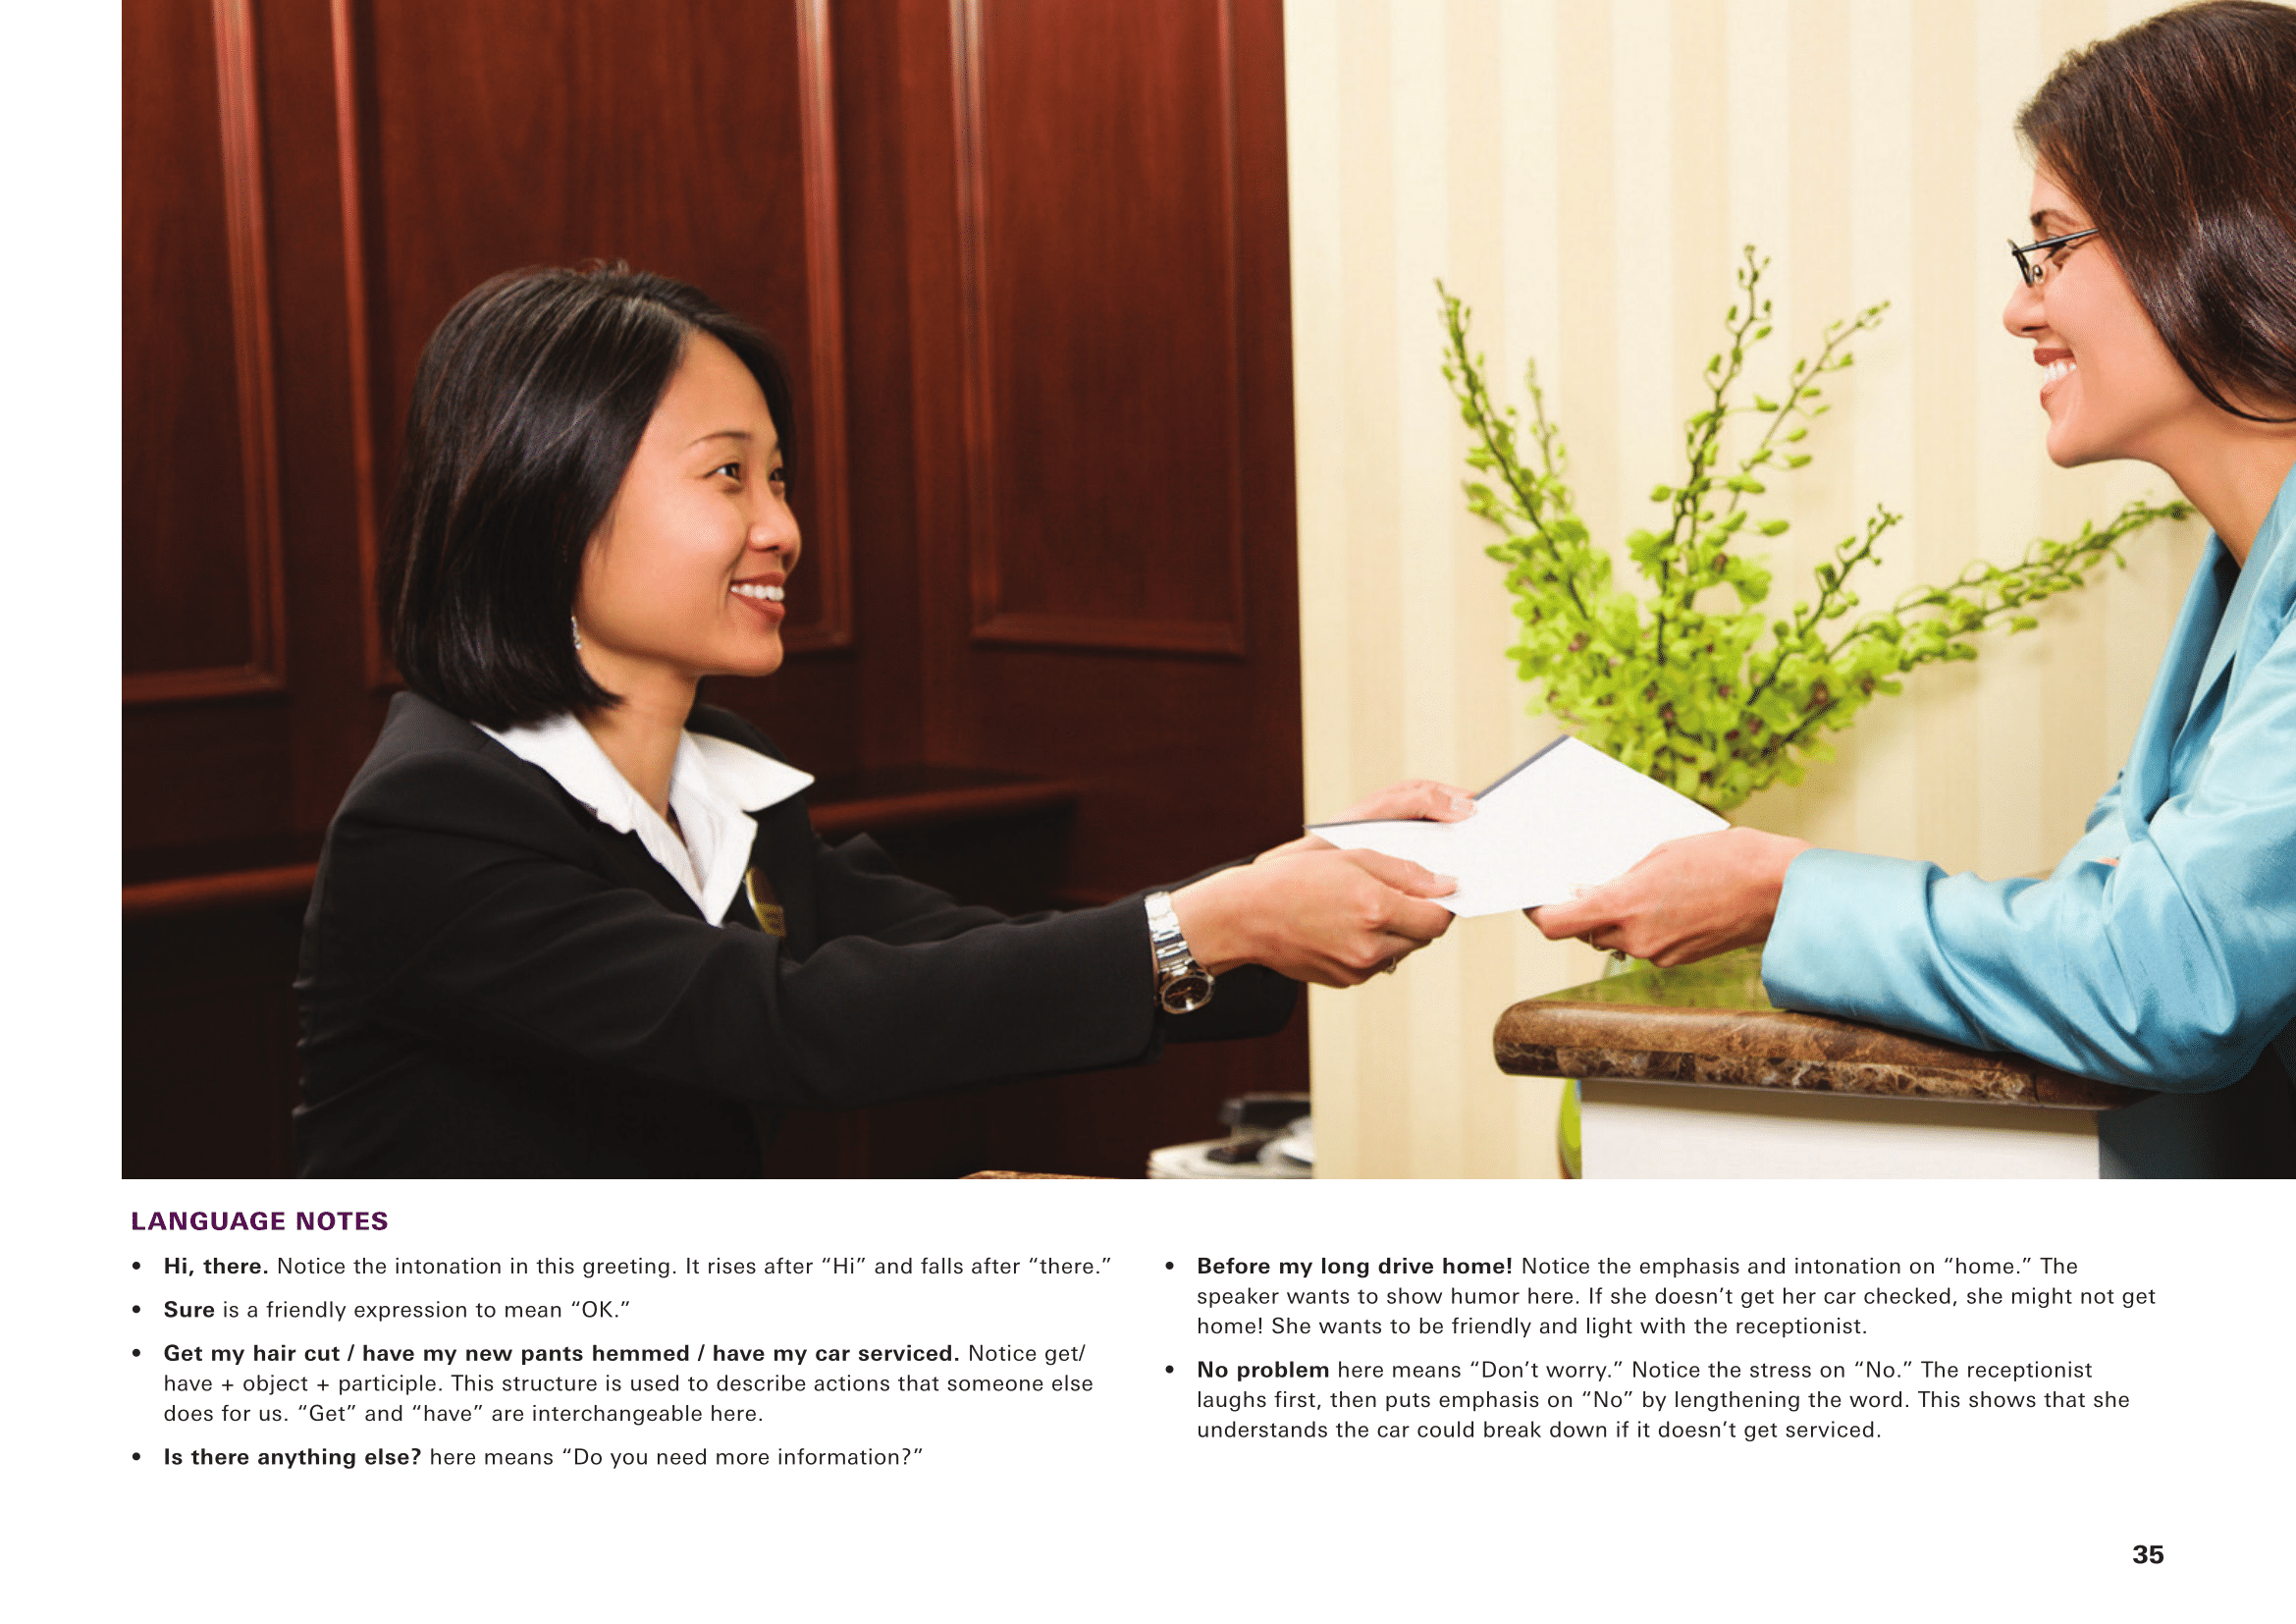 LANGUAGE NOTES
• Hi, there. Notice the intonation in this greeting. It rises after “Hi” and falls after “there.”
• Sure is a friendly expression to mean “OK.”
• Get my hair cut / have my new pants hemmed / have my car serviced. Notice get/
have + object + participle. This structure is used to describe actions that someone else
does for us. “Get” and “have” are interchangeable here.
• Is there anything else? here means “Do you need more information?”
• Before my long drive home! Notice the emphasis and intonation on “home.” The
speaker wants to show humor here. If she doesn’t get her car checked, she might not get
home! She wants to be friendly and light with the receptionist.
• No problem here means “Don’t worry.” Notice the stress on “No.” The receptionist
laughs first, then puts emphasis on “No” by lengthening the word. This shows that she
understands the car could break down if it doesn’t get serviced.
35